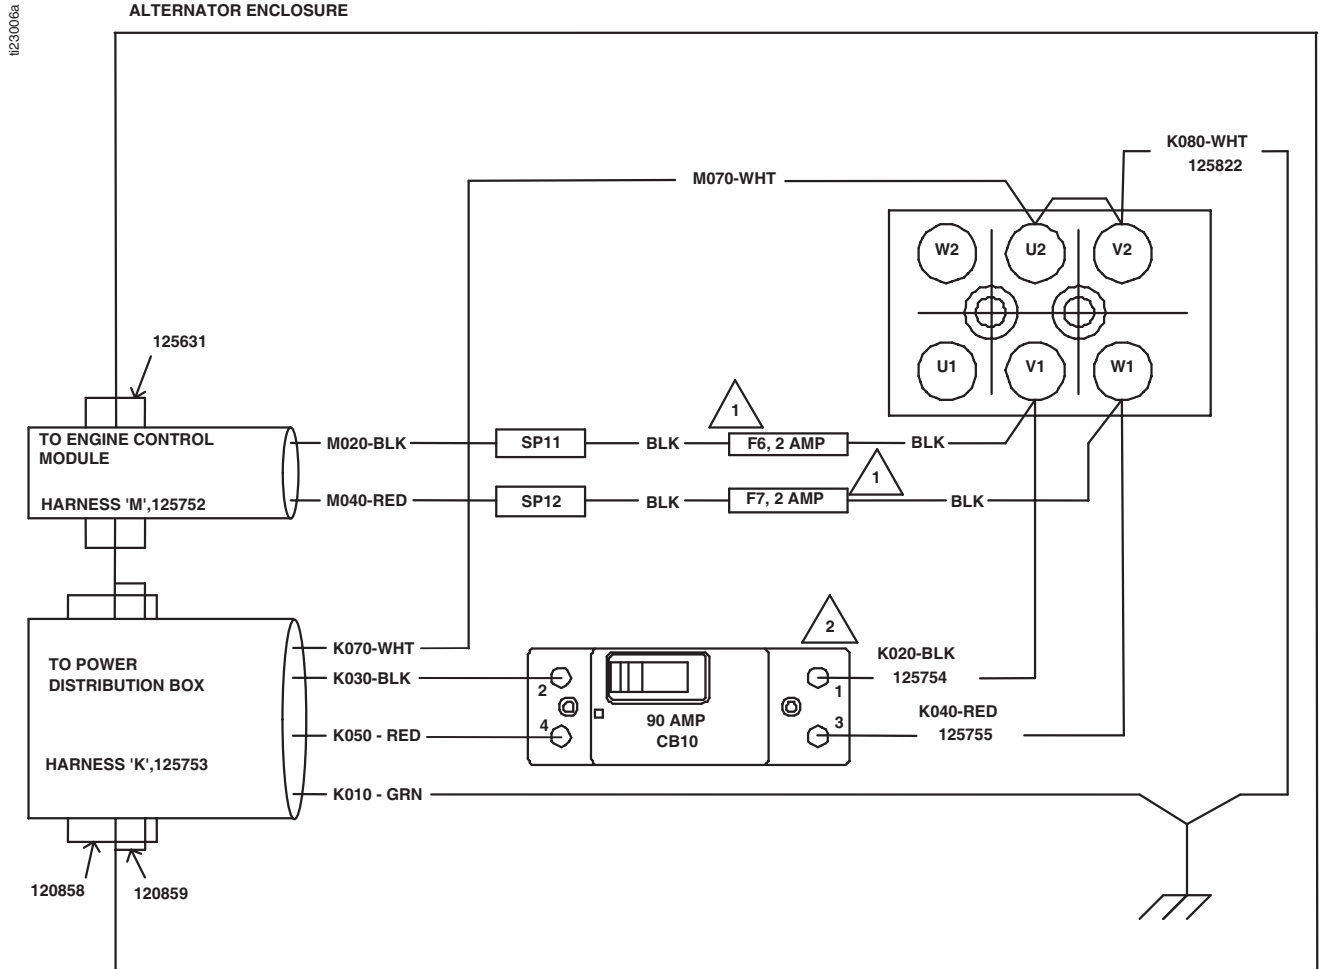 ti23006a
ALTERNATOR ENCLOSURE
K080-WHT
125822
M070-WHT
W2
U2
V2
U1
V1
W1
125631
1
TO ENGINE CONTROL
MODULE
HARNESS 'M',125752
M020-BLK
SP11
BLK
F6, 2 AMP
BLK
1
M040-RED
SP12
BLK
F7, 2 AMP
BLK
2
TO POWER
DISTRIBUTION BOX
HARNESS 'K',125753
K070-WHT
K030-BLK
K050 - RED
K010 - GRN
2
4
90 AMP
CB10
1
3
K020-BLK
125754
K040-RED
125755
120858
120859